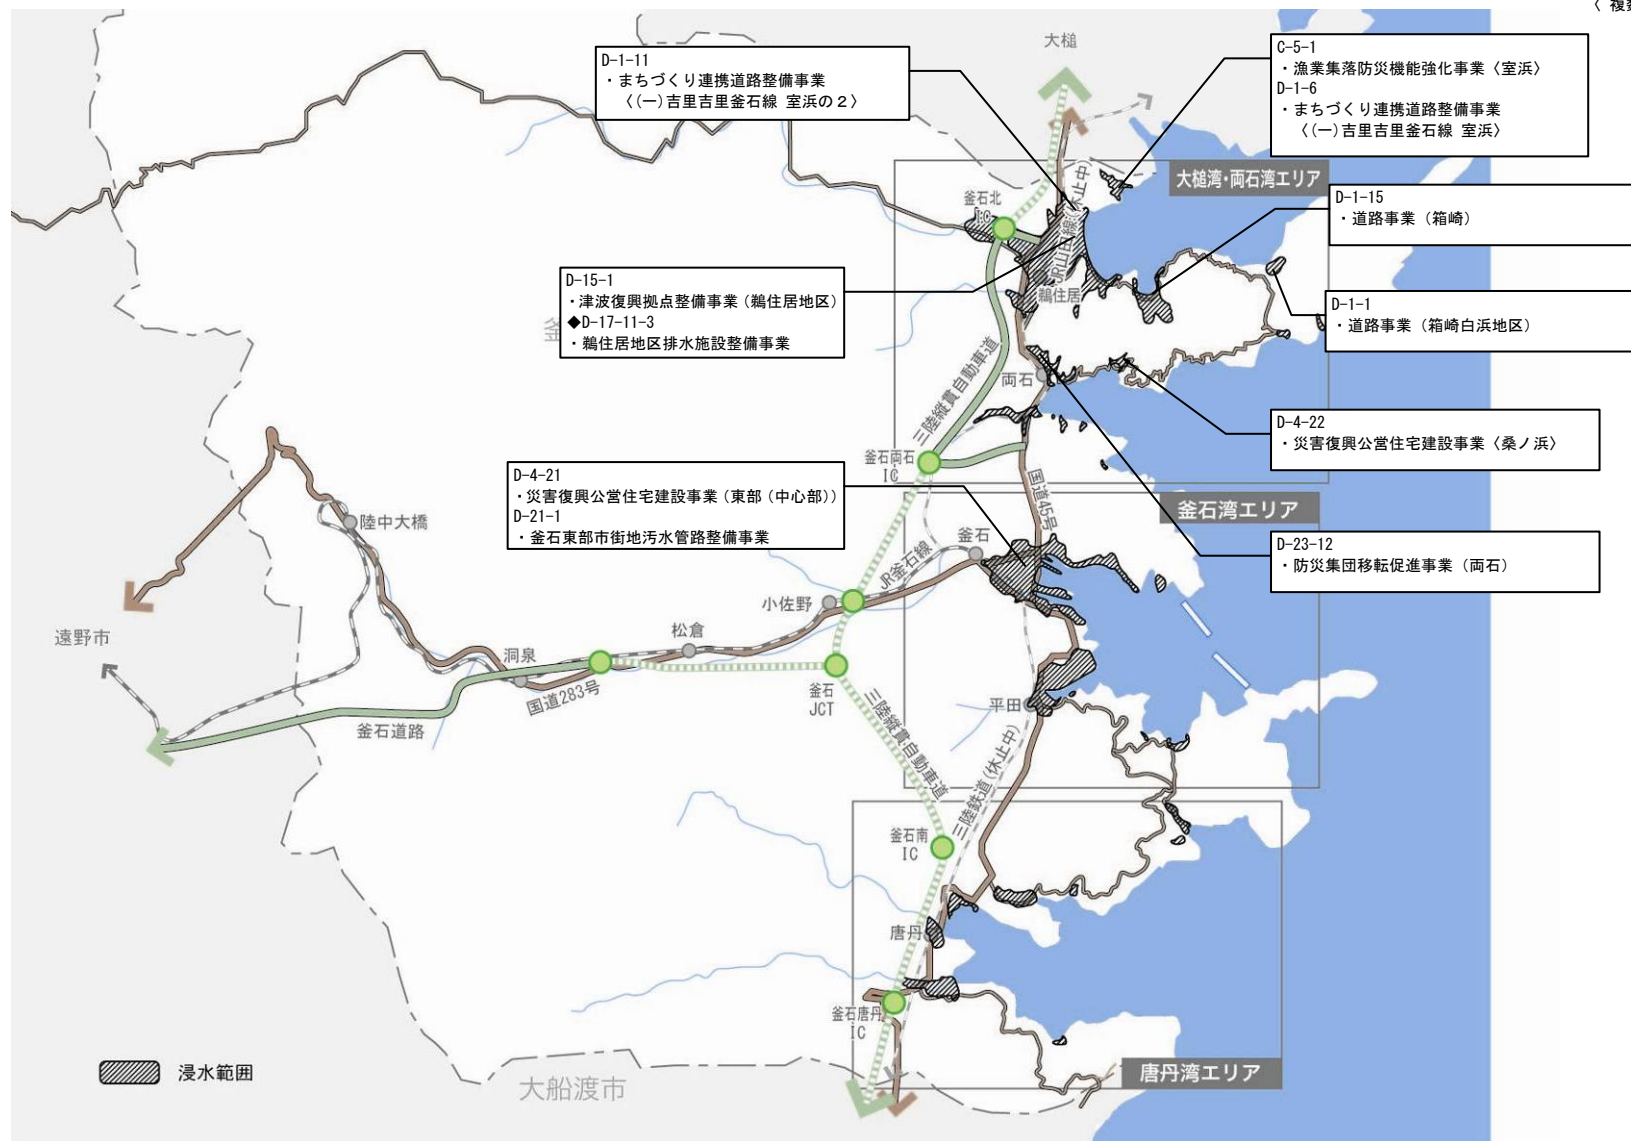 〈 複数
大槌
D-1-11
・まちづくり連携道路整備事業
〈(一)吉里吉里釜石線 室浜の２〉
C-5-1
・漁業集落防災機能強化事業〈室浜〉
D-1-6
・まちづくり連携道路整備事業
〈(一)吉里吉里釜石線 室浜〉
大槌湾・両石湾エリア
D-1-15
・道路事業（箱崎）
釜石北
IC
JR山田線(休止中)
鵜住居
D-15-1
・津波復興拠点整備事業（鵜住居地区）
◆D-17-11-3
・鵜住居地区排水施設整備事業
釜
D-1-1
・道路事業（箱崎白浜地区）
三陸縦貫自動車道
両石
D-4-22
・災害復興公営住宅建設事業〈桑ノ浜〉
釜石両石
IC
D-4-21
・災害復興公営住宅建設事業（東部（中心部））
D-21-1
・釜石東部市街地汚水管路整備事業
国道45号
釜石湾エリア
D-23-12
・防災集団移転促進事業（両石）
陸中大橋
釜石
JR釜石線
小佐野
遠野市
松倉
洞泉
国道283号
釜石
JCT
釜石道路
平田
三陸縦貫自動車道
三陸鉄道(休止中)
釜石南
IC
唐丹
釜石唐丹
IC
唐丹湾エリア
浸水範囲
大船渡市